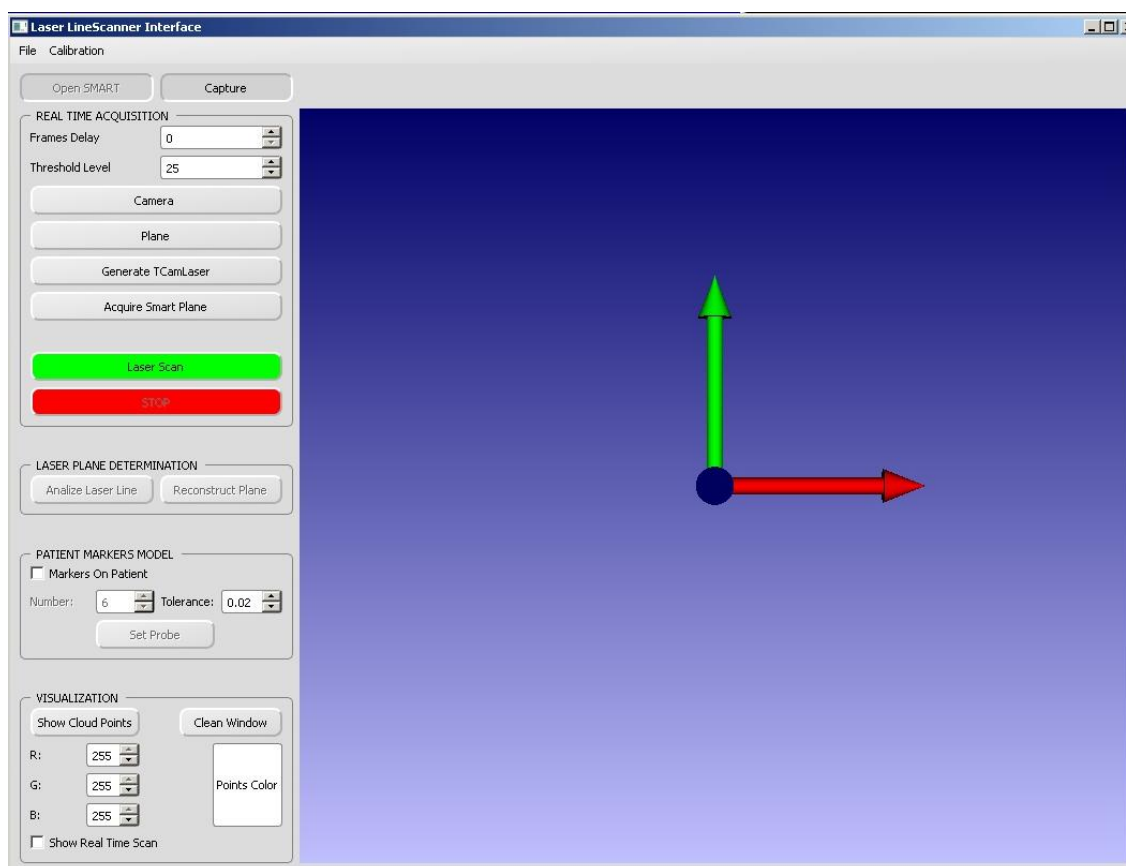 Laser LineScanner Interface
File Calibration
Open SMART Capture
REAL TIME ACQUISITION
Frames Delay 0
Threshold Level 25
Camera
Plane
Generate TCamLaser
Acquire Smart Plane
Laser Scan
STOP
LASER PLANE DETERMINATION
Analize Laser Line Reconstruct Plane
PATIENT MARKERS MODEL
Markers On Patient
Number: 6 Tolerance: 0.02
Set Probe
VISUALIZATION
Show Cloud Points Clean Window
R: 255
G: 255 Points Color
B: 255
Show Real Time Scan